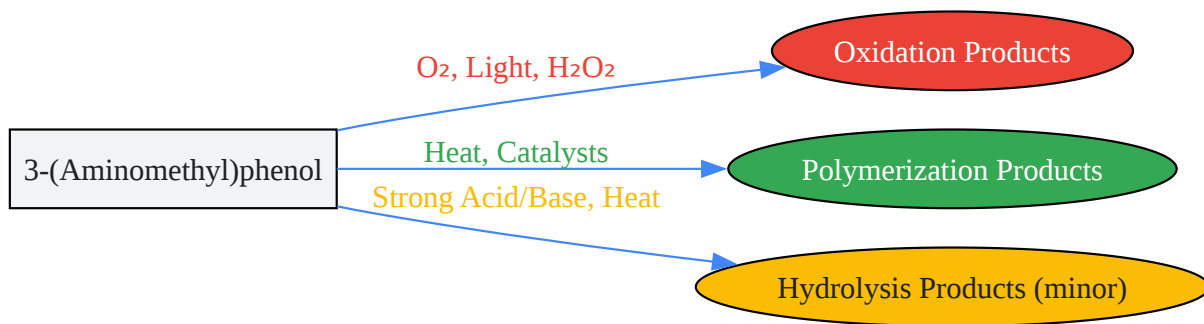 O₂, Light, H₂O₂
Oxidation Products
3-(Aminomethyl)phenol
Heat, Catalysts
Polymerization Products
Strong Acid/Base, Heat
Hydrolysis Products (minor)